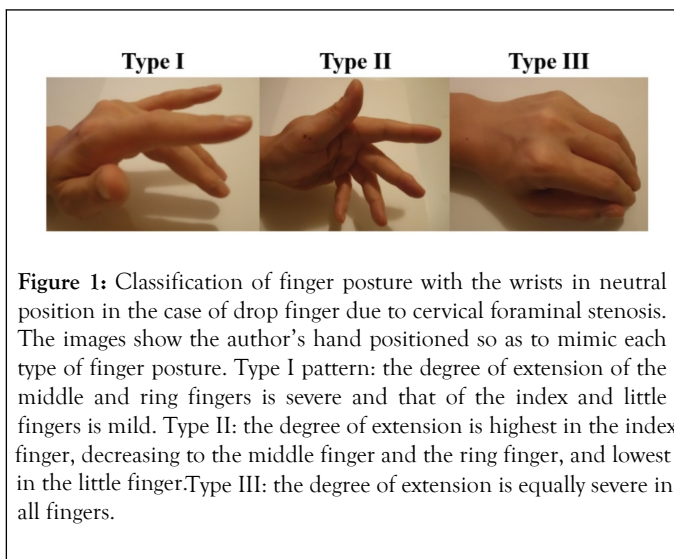 Type I Type II Type III
Figure 1: Classification of finger posture with the wrists in neutral
position in the case of drop finger due to cervical foraminal stenosis.
The images show the author's hand positioned so as to mimic each
type of finger posture. Type I pattern: the degree of extension of the
middle and ring fingers is severe and that of the index and little
fingers is mild. Type II: the degree of extension is highest in the index
finger, decreasing to the middle finger and the ring finger, and lowest
in the little finger.Type III: the degree of extension is equally severe in
all fingers.